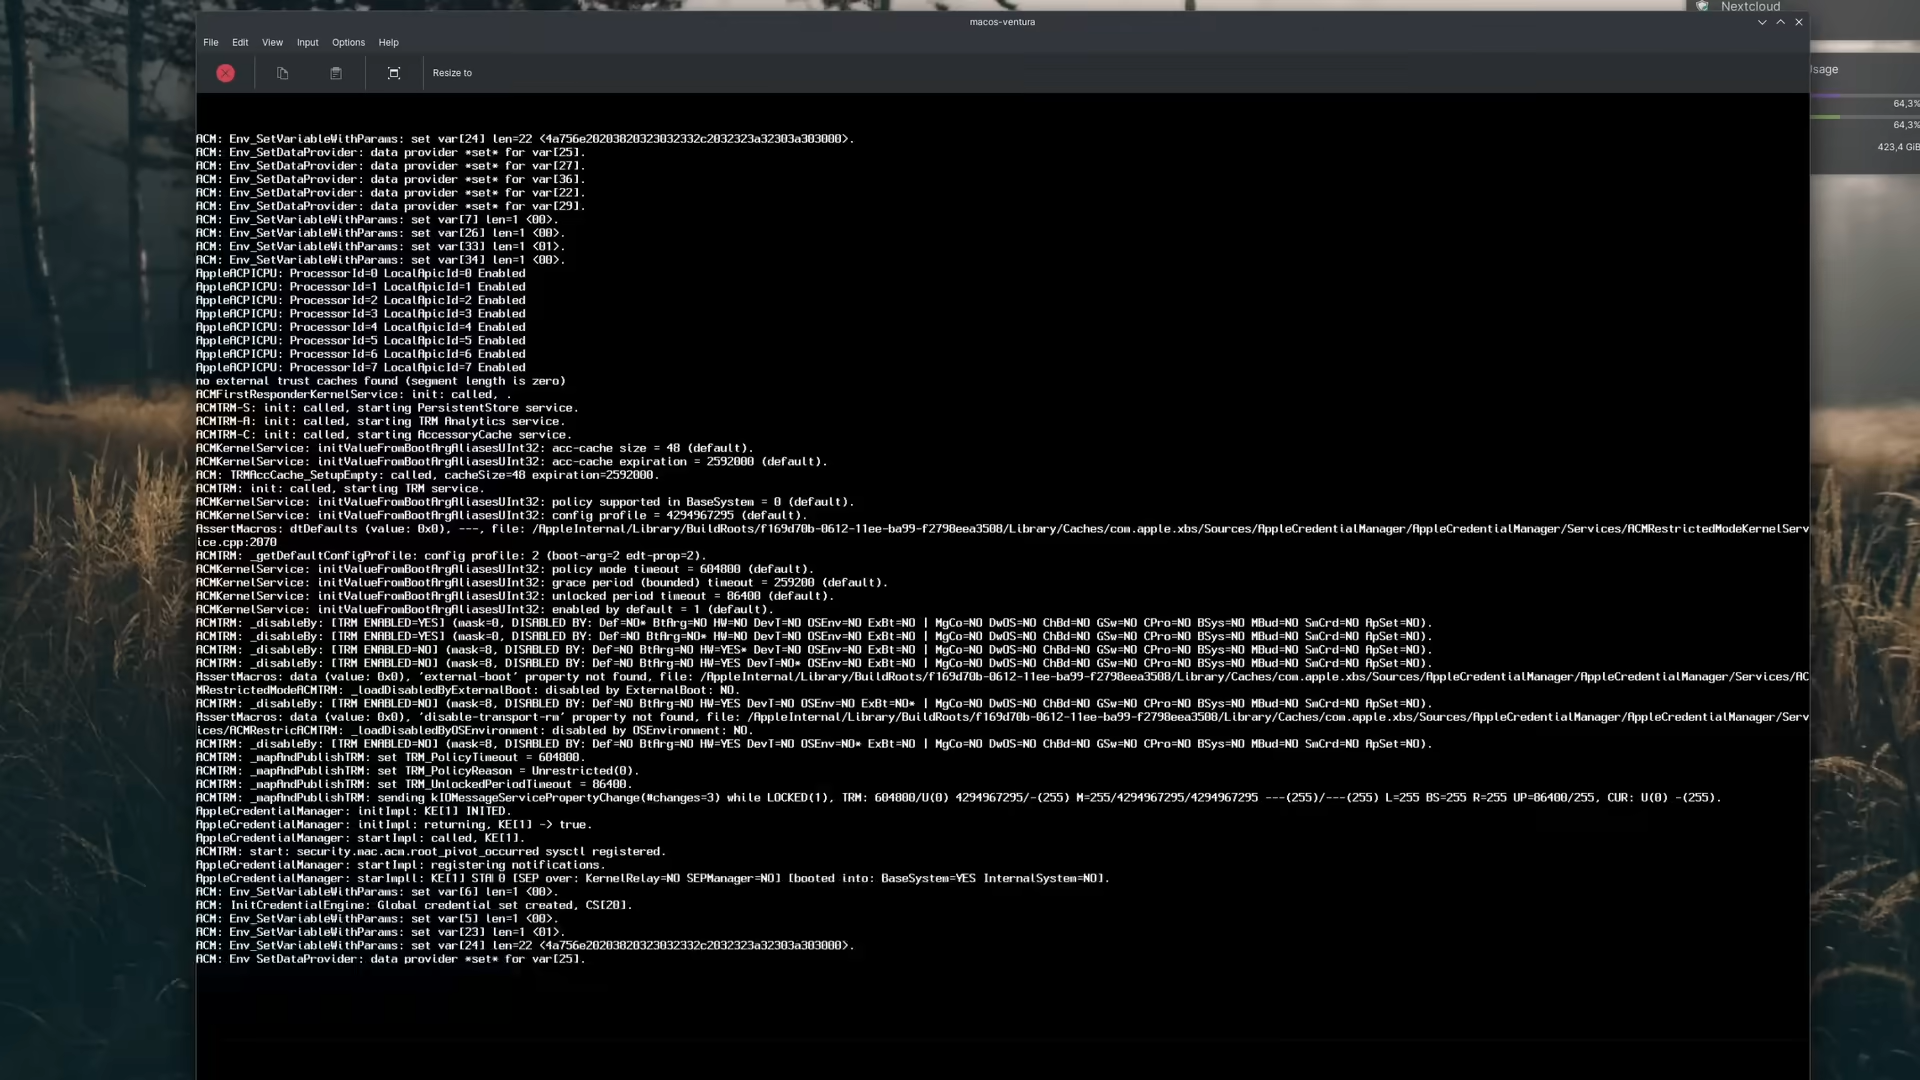 Nextcloud
macos-ventura
File Edit View Input Options Help
Resize to
Usage
64,3%
64,3%
423,4 GiB
ACM: Env_SetVariableWithParams: set var[24] len=22 <4a756e20203820323032332c2032323a32303a303000>.
ACM: Env_SetDataProvider: data provider *set* for var[25].
ACM: Env_SetDataProvider: data provider *set* for var[27].
ACM: Env_SetDataProvider: data provider *set* for var[36].
ACM: Env_SetDataProvider: data provider *set* for var[22].
ACM: Env_SetDataProvider: data provider *set* for var[29].
ACM: Env_SetVariableWithParams: set var[7] len=1 <00>.
ACM: Env_SetVariableWithParams: set var[26] len=1 <00>.
ACM: Env_SetVariableWithParams: set var[33] len=1 <01>.
ACM: Env_SetVariableWithParams: set var[34] len=1 <00>.
AppleACPICPU: ProcessorId=0 LocalApicId=0 Enabled
AppleACPICPU: ProcessorId=1 LocalApicId=1 Enabled
AppleACPICPU: ProcessorId=2 LocalApicId=2 Enabled
AppleACPICPU: ProcessorId=3 LocalApicId=3 Enabled
AppleACPICPU: ProcessorId=4 LocalApicId=4 Enabled
AppleACPICPU: ProcessorId=5 LocalApicId=5 Enabled
AppleACPICPU: ProcessorId=6 LocalApicId=6 Enabled
AppleACPICPU: ProcessorId=7 LocalApicId=7 Enabled
no external trust caches found (segment length is zero)
ACMFirstResponderKernelService: init: called, .
ACMTRM-S: init: called, starting PersistentStore service.
ACMTRM-A: init: called, starting TRM Analytics service.
ACMTRM-C: init: called, starting AccessoryCache service.
ACMKernelService: initValueFromBootArgAliasesUInt32: acc-cache size = 48 (default).
ACMKernelService: initValueFromBootArgAliasesUInt32: acc-cache expiration = 2592000 (default).
ACM: TRMAccCache_SetupEmpty: called, cacheSize=48 expiration=2592000.
ACMTRM: init: called, starting TRM service.
ACMKernelService: initValueFromBootArgAliasesUInt32: policy supported in BaseSystem = 0 (default).
ACMKernelService: initValueFromBootArgAliasesUInt32: config profile = 4294967295 (default).
AssertMacros: dtDefaults (value: 0x0), ---, file: /AppleInternal/Library/BuildRoots/f169d70b-0612-11ee-ba99-f2798eea3508/Library/Caches/com.apple.xbs/Sources/AppleCredentialManager/AppleCredentialManager/Services/ACMRestrictedModeKernelServ
ice.cpp:2070
ACMTRM: _getDefaultConfigProfile: config profile: 2 (boot-arg=2 edt-prop=2).
ACMKernelService: initValueFromBootArgAliasesUInt32: policy mode timeout = 604800 (default).
ACMKernelService: initValueFromBootArgAliasesUInt32: grace period (bounded) timeout = 259200 (default).
ACMKernelService: initValueFromBootArgAliasesUInt32: unlocked period timeout = 86400 (default).
ACMKernelService: initValueFromBootArgAliasesUInt32: enabled by default = 1 (default).
ACMTRM: _disableBy: [TRM ENABLED=YES] (mask=0, DISABLED BY: Def=NO* BtArg=NO HW=NO DevT=NO OSEnv=NO ExBt=NO | MgCo=NO DwOS=NO ChBd=NO GSw=NO CPro=NO BSys=NO MBud=NO SmCrd=NO ApSet=NO).
ACMTRM: _disableBy: [TRM ENABLED=YES] (mask=0, DISABLED BY: Def=NO BtArg=NO* HW=NO DevT=NO OSEnv=NO ExBt=NO | MgCo=NO DwOS=NO ChBd=NO GSw=NO CPro=NO BSys=NO MBud=NO SmCrd=NO ApSet=NO).
ACMTRM: _disableBy: [TRM ENABLED=NO] (mask=8, DISABLED BY: Def=NO BtArg=NO HW=YES* DevT=NO OSEnv=NO ExBt=NO | MgCo=NO DwOS=NO ChBd=NO GSw=NO CPro=NO BSys=NO MBud=NO SmCrd=NO ApSet=NO).
ACMTRM: _disableBy: [TRM ENABLED=NO] (mask=8, DISABLED BY: Def=NO BtArg=NO HW=YES DevT=NO* OSEnv=NO ExBt=NO | MgCo=NO DwOS=NO ChBd=NO GSw=NO CPro=NO BSys=NO MBud=NO SmCrd=NO ApSet=NO).
AssertMacros: data (value: 0x0), 'external-boot' property not found, file: /AppleInternal/Library/BuildRoots/f169d70b-0612-11ee-ba99-f2798eea3508/Library/Caches/com.apple.xbs/Sources/AppleCredentialManager/AppleCredentialManager/Services/AC
MRestrictedModeACMTRM: _loadDisabledByExternalBoot: disabled by ExternalBoot: NO.
ACMTRM: _disableBy: [TRM ENABLED=NO] (mask=8, DISABLED BY: Def=NO BtArg=NO HW=YES DevT=NO OSEnv=NO ExBt=NO* | MgCo=NO DwOS=NO ChBd=NO GSw=NO CPro=NO BSys=NO MBud=NO SmCrd=NO ApSet=NO).
AssertMacros: data (value: 0x0), 'disable-transport-rm' property not found, file: /AppleInternal/Library/BuildRoots/f169d70b-0612-11ee-ba99-f2798eea3508/Library/Caches/com.apple.xbs/Sources/AppleCredentialManager/AppleCredentialManager/Serv
ices/ACMRestricACMTRM: _loadDisabledByOSEnvironment: disabled by OSEnvironment: NO.
ACMTRM: _disableBy: [TRM ENABLED=NO] (mask=8, DISABLED BY: Def=NO BtArg=NO HW=YES DevT=NO OSEnv=NO* ExBt=NO | MgCo=NO DwOS=NO ChBd=NO GSw=NO CPro=NO BSys=NO MBud=NO SmCrd=NO ApSet=NO).
ACMTRM: _mapAndPublishTRM: set TRM_PolicyTimeout = 604800.
ACMTRM: _mapAndPublishTRM: set TRM_PolicyReason = Unrestricted(0).
ACMTRM: _mapAndPublishTRM: set TRM_UnlockedPeriodTimeout = 86400.
ACMTRM: _mapAndPublishTRM: sending kIOMessageServicePropertyChange(#changes=3) while LOCKED(1), TRM: 604800/U(0) 4294967295/-(255) M=255/4294967295/4294967295 ---(255)/---(255) L=255 BS=255 R=255 UP=86400/255, CUR: U(0) -(255).
AppleCredentialManager: initImpl: KE[1] INITED.
AppleCredentialManager: initImpl: returning, KE[1] -> true.
AppleCredentialManager: startImpl: called, KE[1].
ACMTRM: start: security.mac.acm.root_pivot_occurred sysctl registered.
AppleCredentialManager: startImpl: registering notifications.
AppleCredentialManager: starImpll: KE[1] STA 0 [SEP over: KernelRelay=NO SEPManager=NO] [booted into: BaseSystem=YES InternalSystem=NO].
ACM: Env_SetVariableWithParams: set var[6] len=1 <00>.
ACM: InitCredentialEngine: Global credential set created, CS[20].
ACM: Env_SetVariableWithParams: set var[5] len=1 <00>.
ACM: Env_SetVariableWithParams: set var[23] len=1 <01>.
ACM: Env_SetVariableWithParams: set var[24] len=22 <4a756e20203820323032332c2032323a32303a303000>.
ACM: Env SetDataProvider: data provider *set* for var[25].